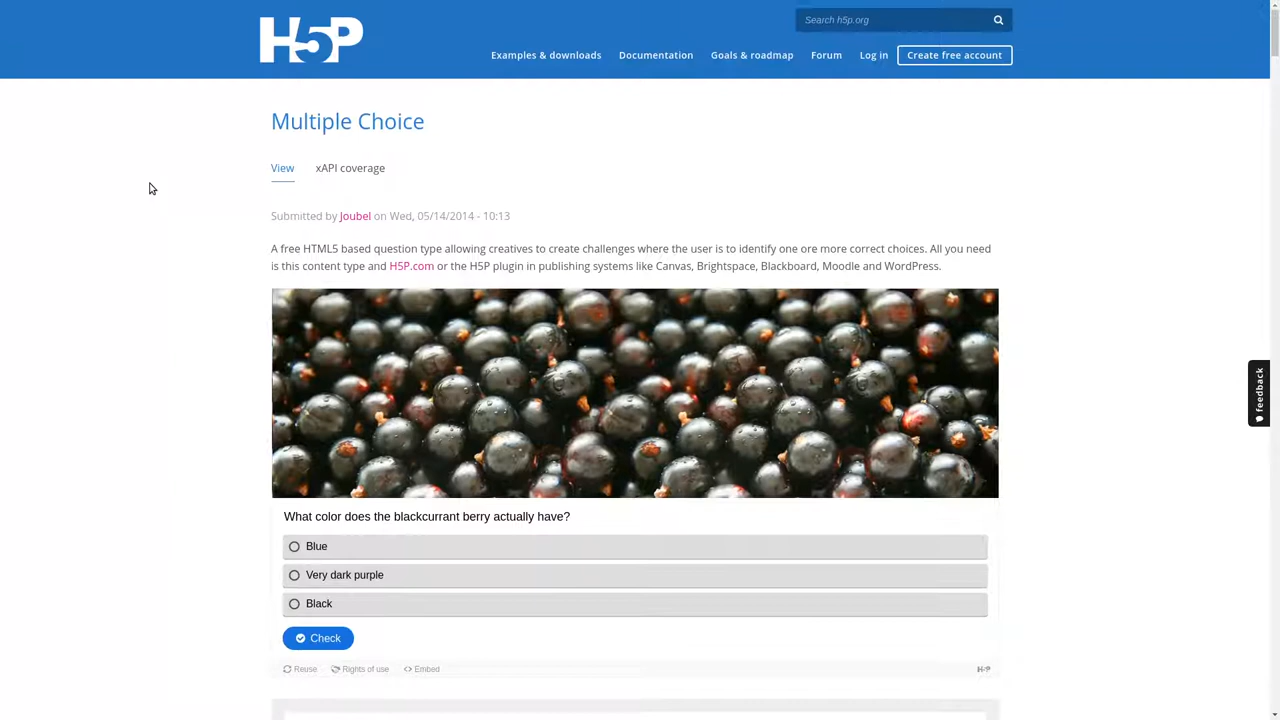 H5P
Search h5p.org
Examples & downloads Documentation Goals & roadmap Forum Log in Create free account
Multiple Choice
View xAPI coverage
Submitted by Joubel on Wed, 05/14/2014 - 10:13
A free HTML5 based question type allowing creatives to create challenges where the user is to identify one ore more correct choices. All you need
is this content type and H5P.com or the H5P plugin in publishing systems like Canvas, Brightspace, Blackboard, Moodle and WordPress.
feedback
What color does the blackcurrant berry actually have?
Blue
Very dark purple
Black
Check
Reuse Rights of use Embed H5P